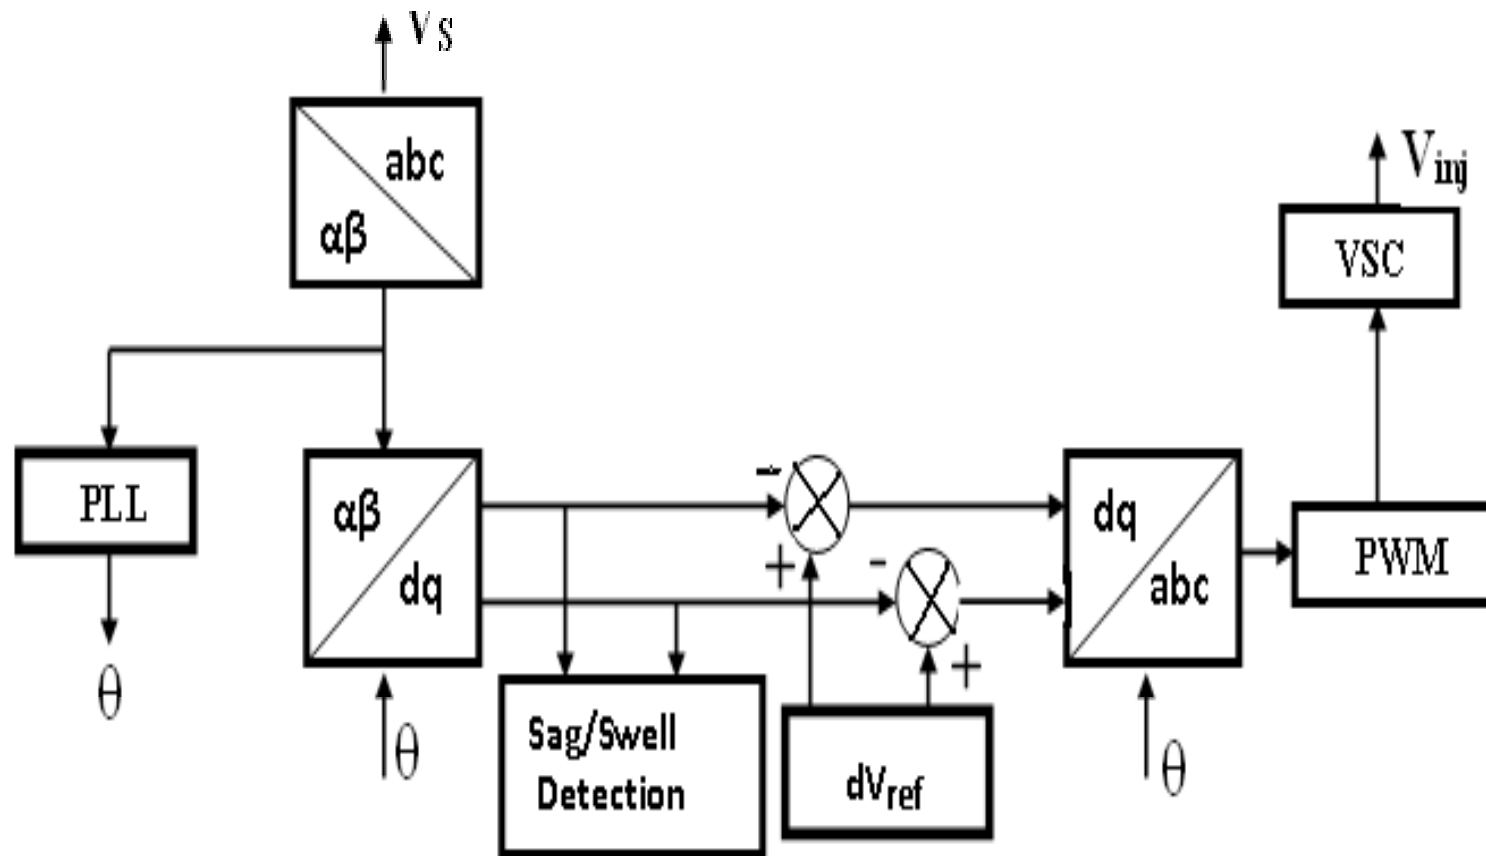 VS
abc
αβ
Vinj
VSC
PLL
θ
αβ
dq
θ
-
+
-
+
Sag/Swell
Detection
dVref
dq
abc
θ
PWM